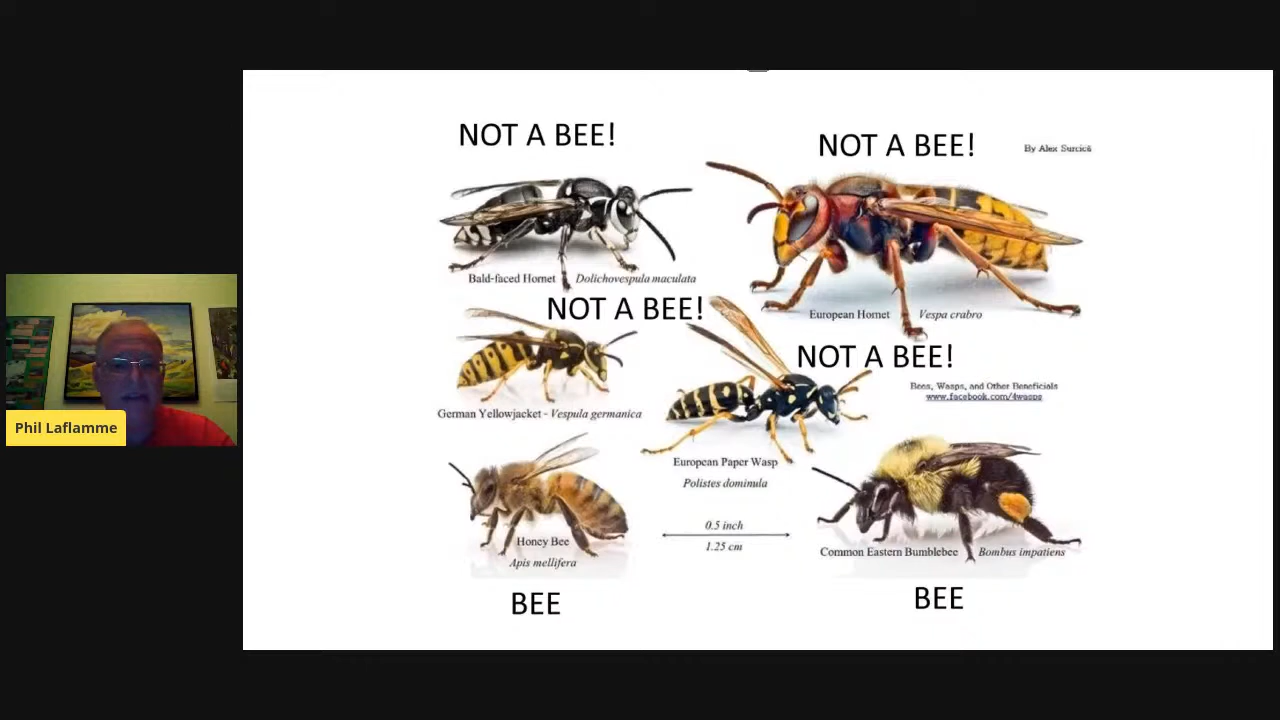 NOT A BEE!
NOT A BEE!
By Alex Surcică
Bald-faced Hornet Dolichovespula maculata
NOT A BEE!
European Hornet Vespa crabro
NOT A BEE!
Bees, Wasps, and Other Beneficials
www.facebook.com/4wasps
German Yellowjacket - Vespula germanica
Phil Laflamme
European Paper Wasp
Polistes dominula
0.5 inch
1.25 cm
Honey Bee
Apis mellifera
Common Eastern Bumblebee Bombus impatiens
BEE
BEE